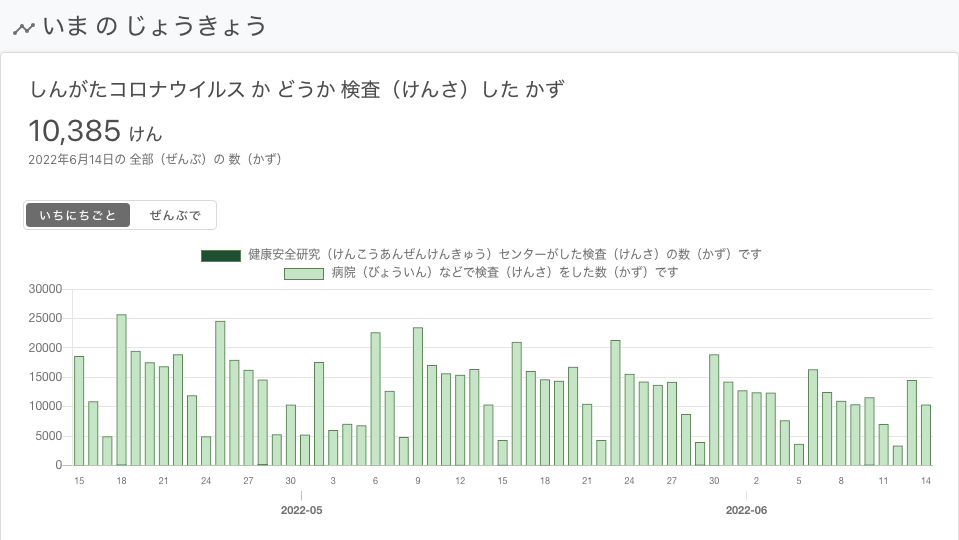 いま の じょうきょう
しんがたコロナウイルス か どうか 検査（けんさ）した かず
10,385 けん
2022年6月14日の 全部（ぜんぶ）の 数（かず）
いちにちごと ぜんぶで
健康安全研究（けんこうあんぜんけんきゅう）センターがした検査（けんさ）の数（かず）です
病院（びょういん）などで検査（けんさ）をした数（かず）です
30000
25000
20000
15000
10000
5000
0
15 18 21 24 27 30 3 6 9 12 15 18 21 24 27 30 2 5 8 11 14
2022-05 2022-06